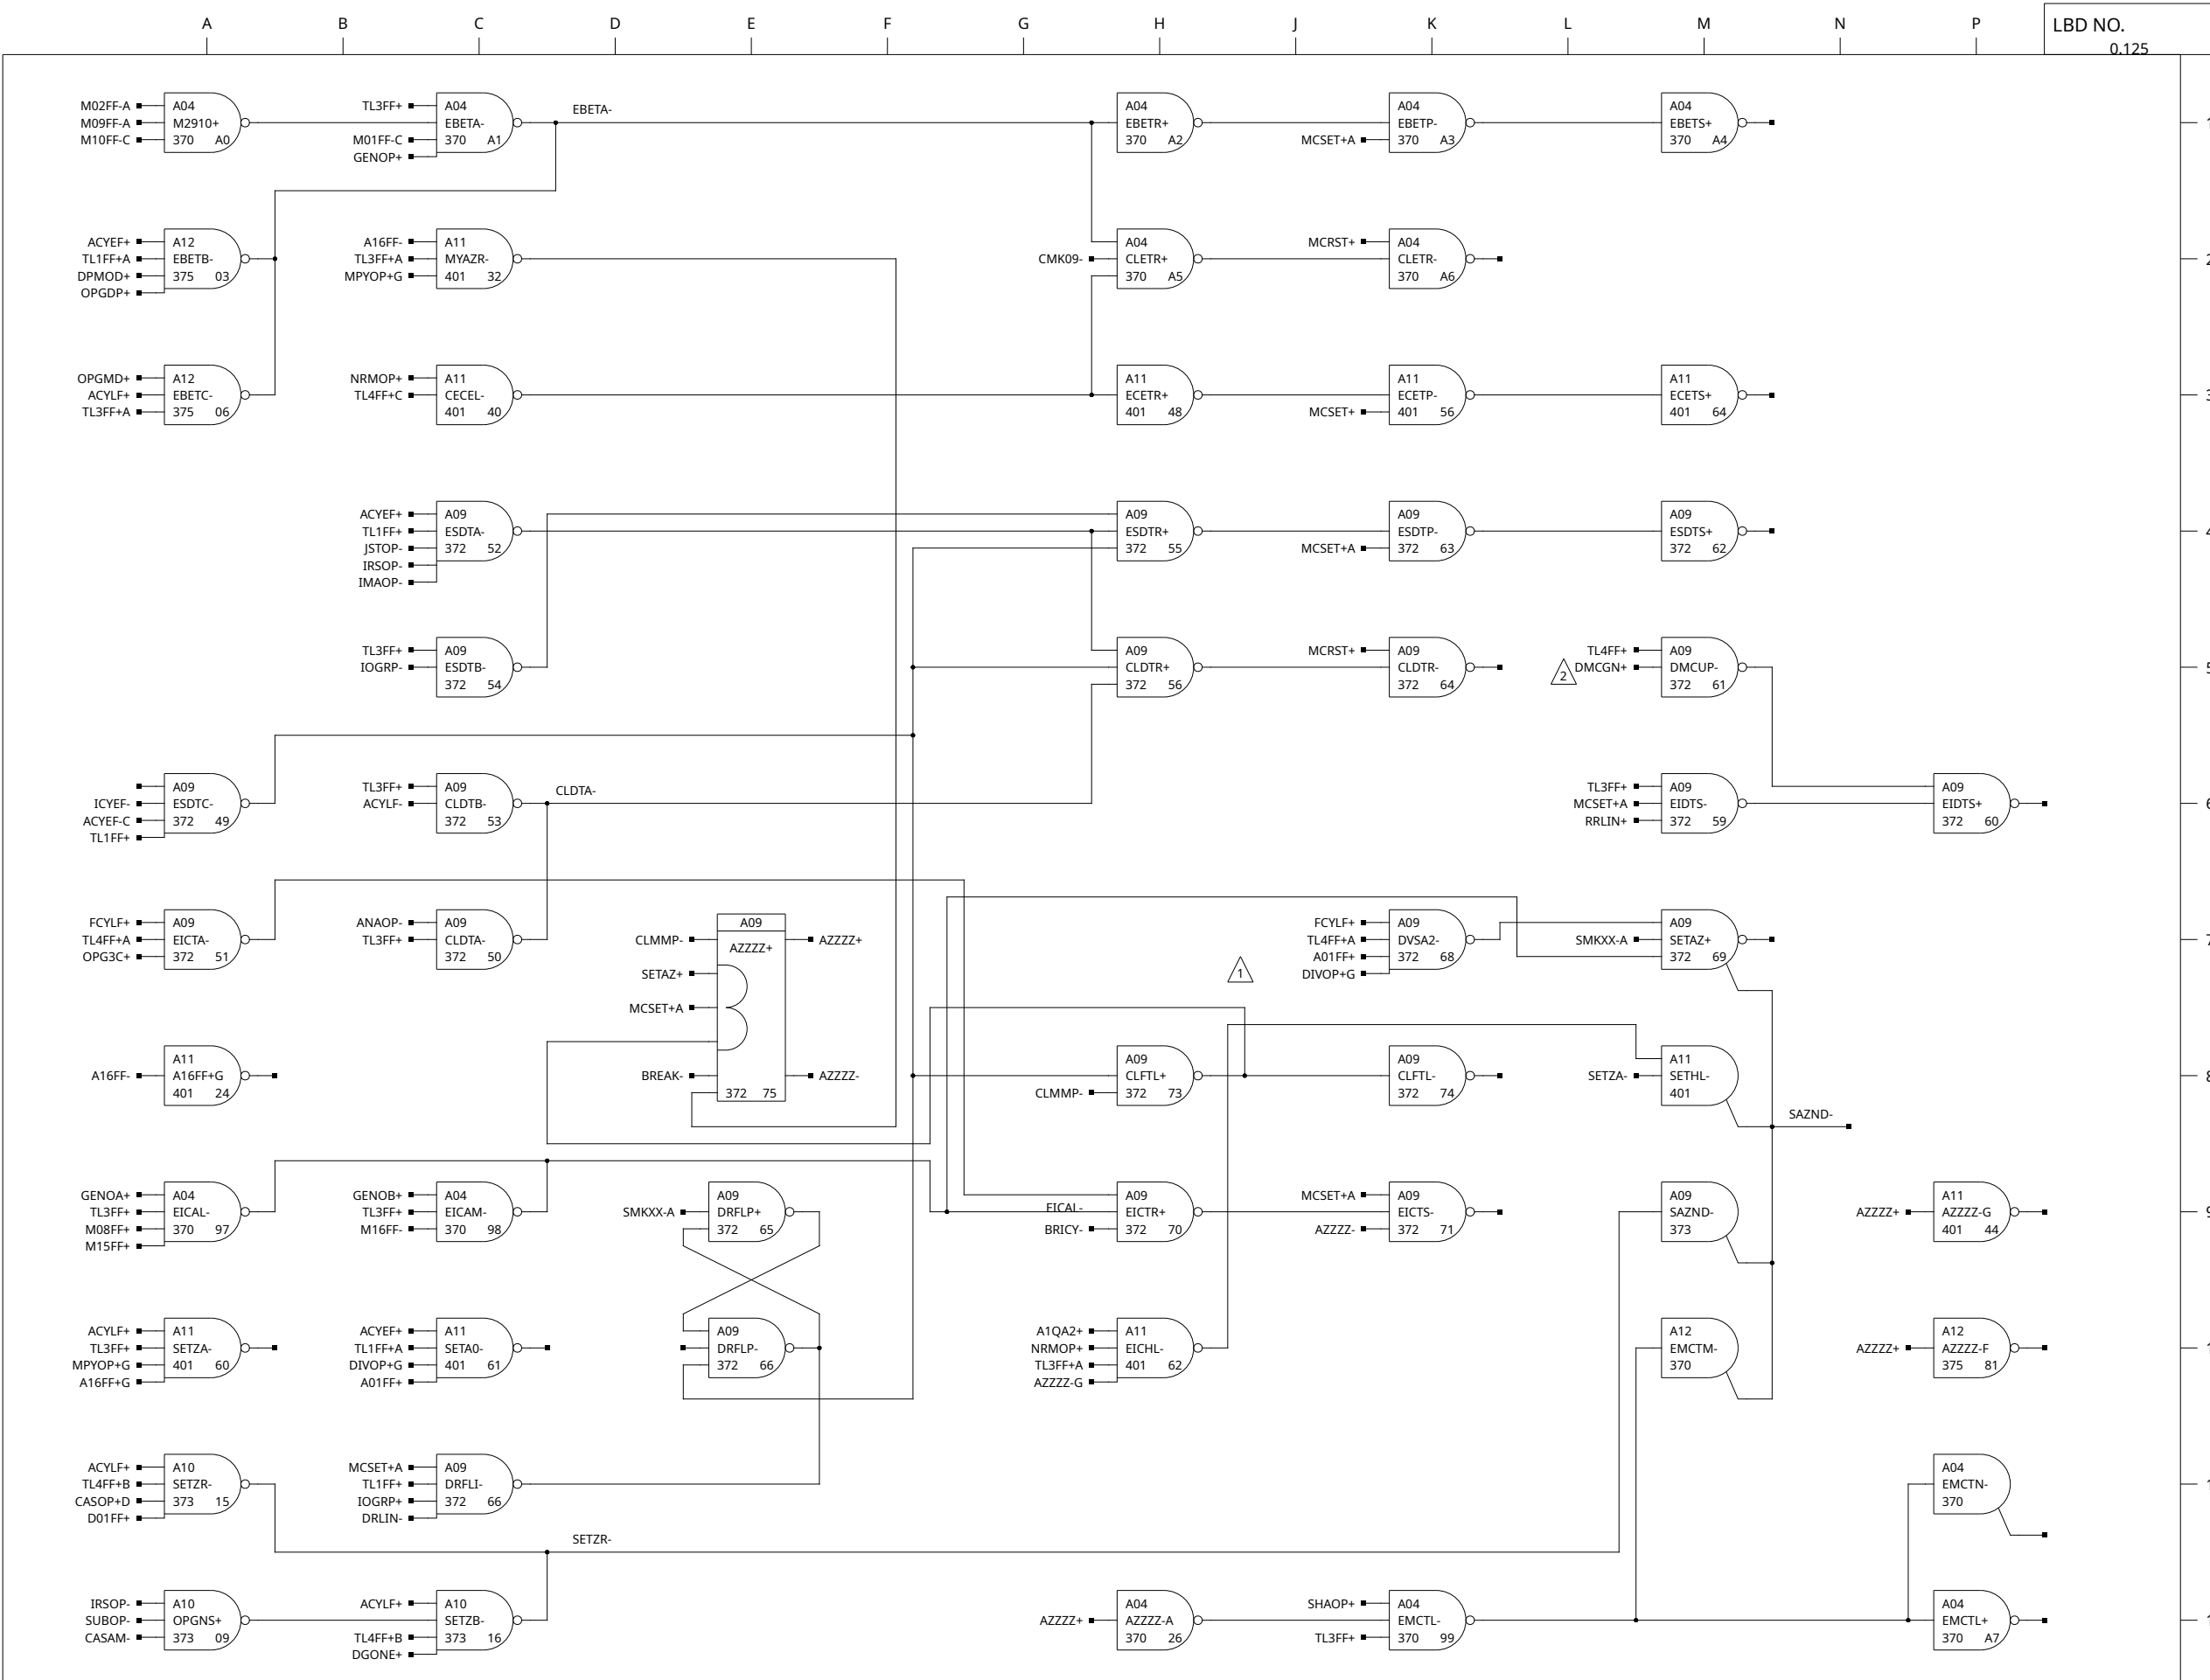 A B C D E F G H J K L M N P
LBD NO.
0.125
M02FF-A
M09FF-A
M10FF-C
A04
M2910+
370 A0
TL3FF+
M01FF-C
GENOP+
A04
EBETA-
370 A1
EBETA-
A04
EBETR+
370 A2
MCSET+A
A04
EBETP-
370 A3
A04
EBETS+
370 A4
1
ACYEF+
TL1FF+A
DPMOD+
OPGDP+
A12
EBETB-
375 03
A16FF-
TL3FF+A
MPYOP+G
A11
MYAZR-
401 32
CMK09-
A04
CLETR+
370 A5
MCRST+
A04
CLETR-
370 A6
2
OPGMD+
ACYLF+
TL3FF+A
A12
EBETC-
375 06
NRMOP+
TL4FF+C
A11
CECEL-
401 40
A11
ECETR+
401 48
MCSET+
A11
ECETP-
401 56
A11
ECETS+
401 64
3
ACYEF+
TL1FF+
JSTOP-
IRSOP-
IMAOP-
A09
ESDTA-
372 52
A09
ESDTR+
372 55
MCSET+A
A09
ESDTP-
372 63
A09
ESDTS+
372 62
4
TL3FF+
IOGRP-
A09
ESDTB-
372 54
A09
CLDTR+
372 56
MCRST+
A09
CLDTR-
372 64
2
TL4FF+
DMCGN+
A09
DMCUP-
372 61
5
ICYEF-
ACYEF-C
TL1FF+
A09
ESDTC-
372 49
TL3FF+
ACYLF-
A09
CLDTB-
372 53
CLDTA-
TL3FF+
MCSET+A
RRLIN+
A09
EIDTS-
372 59
A09
EIDTS+
372 60
6
FCYLF+
TL4FF+A
OPG3C+
A09
EICTA-
372 51
ANAOP-
TL3FF+
A09
CLDTA-
372 50
CLMMP-
SETAZ+
MCSET+A
BREAK-
A09
AZZZZ+
372 75
AZZZZ+
AZZZZ-
1
FCYLF+
TL4FF+A
A01FF+
DIVOP+G
A09
DVSA2-
372 68
SMKXX-A
A09
SETAZ+
372 69
7
A16FF-
A11
A16FF+G
401 24
CLMMP-
A09
CLFTL+
372 73
A09
CLFTL-
372 74
SETZA-
A11
SETHL-
401
SAZND-
8
GENOA+
TL3FF+
M08FF+
M15FF+
A04
EICAL-
370 97
GENOB+
TL3FF+
M16FF-
A04
EICAM-
370 98
SMKXX-A
A09
DRFLP+
372 65
EICAL-
BRICY-
A09
EICTR+
372 70
MCSET+A
AZZZZ-
A09
EICTS-
372 71
A09
SAZND-
373
AZZZZ+
A11
AZZZZ-G
401 44
9
ACYLF+
TL3FF+
MPYOP+G
A16FF+G
A11
SETZA-
401 60
ACYEF+
TL1FF+A
DIVOP+G
A01FF+
A11
SETA0-
401 61
A09
DRFLP-
372 66
A1QA2+
NRMOP+
TL3FF+A
AZZZZ-G
A11
EICHL-
401 62
A12
EMCTM-
370
AZZZZ+
A12
AZZZZ-F
375 81
1
ACYLF+
TL4FF+B
CASOP+D
D01FF+
A10
SETZR-
373 15
MCSET+A
TL1FF+
IOGRP+
DRLIN-
A09
DRFLI-
372 66
A04
EMCTN-
370
1
SETZR-
IRSOP-
SUBOP-
CASAM-
A10
OPGNS+
373 09
ACYLF+
TL4FF+B
DGONE+
A10
SETZB-
373 16
AZZZZ+
A04
AZZZZ-A
370 26
SHAOP+
TL3FF+
A04
EMCTL-
370 99
A04
EMCTL+
370 A7
1